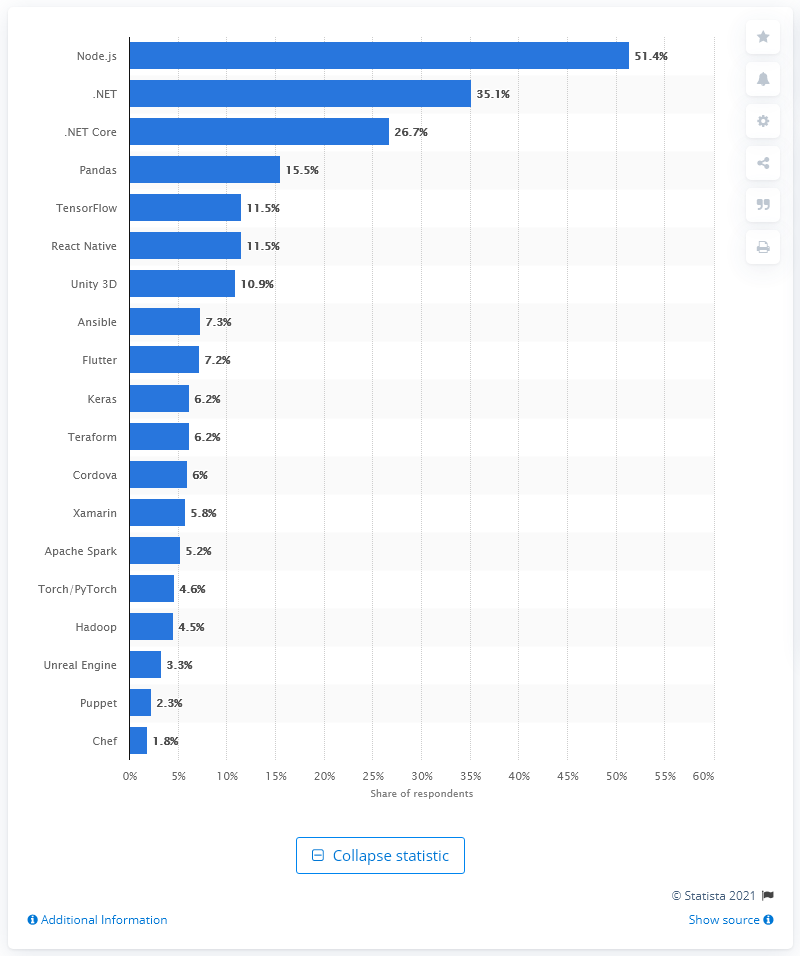 Node.js 51.4%
.NET 35.1%
.NET Core 26.7%
Pandas 15.5%
TensorFlow 11.5%
React Native 11.5%
Unity 3D 10.9%
Ansible 7.3%
Flutter 7.2%
Keras 6.2%
Teraform 6.2%
Cordova 6%
Xamarin 5.8%
Apache Spark 5.2%
Torch/PyTorch 4.6%
Hadoop 4.5%
Unreal Engine 3.3%
Puppet 2.3%
Chef 1.8%
0% 5% 10% 15% 20% 25% 30% 35% 40% 45% 50% 55% 60%
Share of respondents
Collapse statistic
© Statista 2021
Additional Information Show source